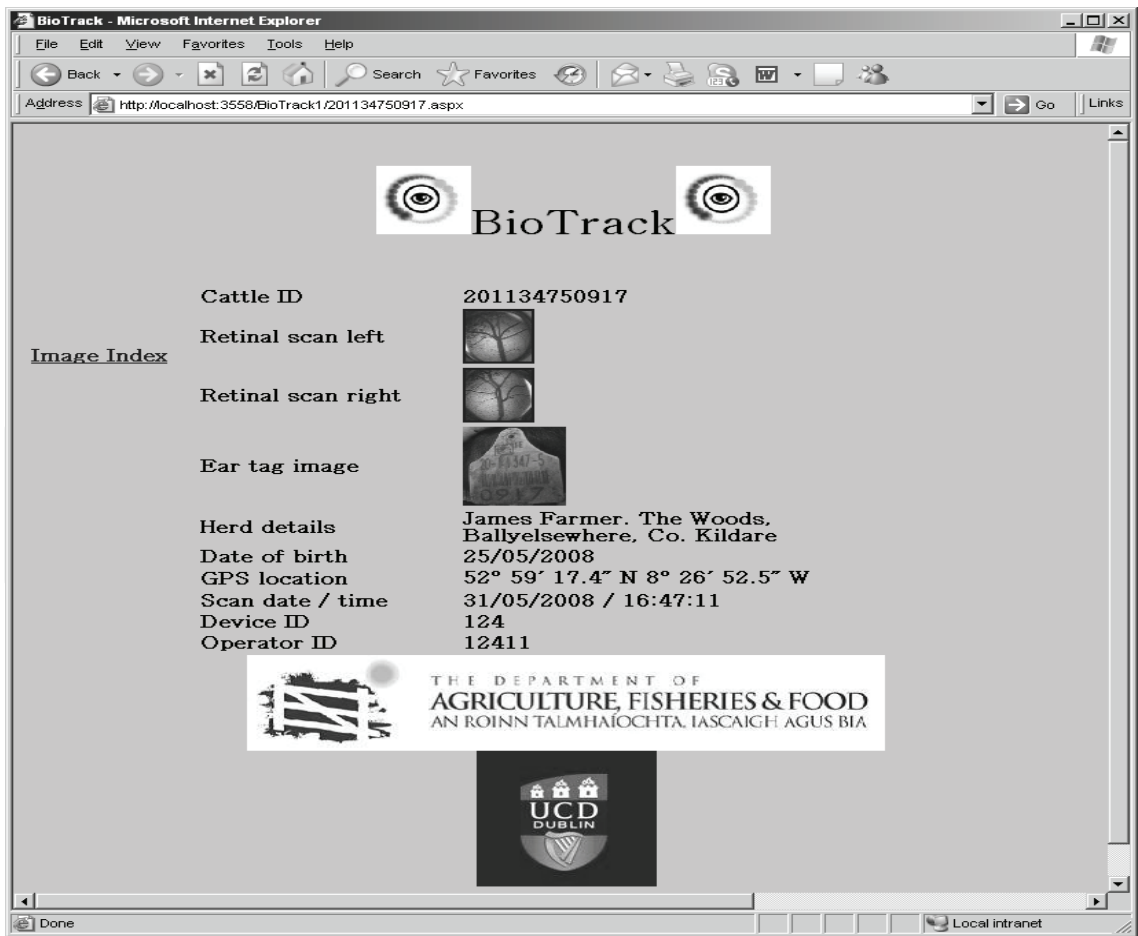 BioTrack - Microsoft Internet Explorer
File Edit View Favorites Tools Help
Back Search Favorites
Address http://localhost:3558/BioTrack1/201134750917.aspx Go Links
BioTrack
Cattle ID 201134750917
Retinal scan left
Image Index
Retinal scan right
Ear tag image
0917
Herd details James Farmer. The Woods,
Ballyelsewhere, Co. Kildare
Date of birth 25/05/2008
GPS location 52° 59′ 17.4″ N 8° 26′ 52.5″ W
Scan date / time 31/05/2008 / 16:47:11
Device ID 124
Operator ID 12411
THE DEPARTMENT OF
AGRICULTURE, FISHERIES & FOOD
AN ROINN TALMHAÍOCHTA, IASCAIGH AGUS BIA
UCD
DUBLIN
Done Local intranet